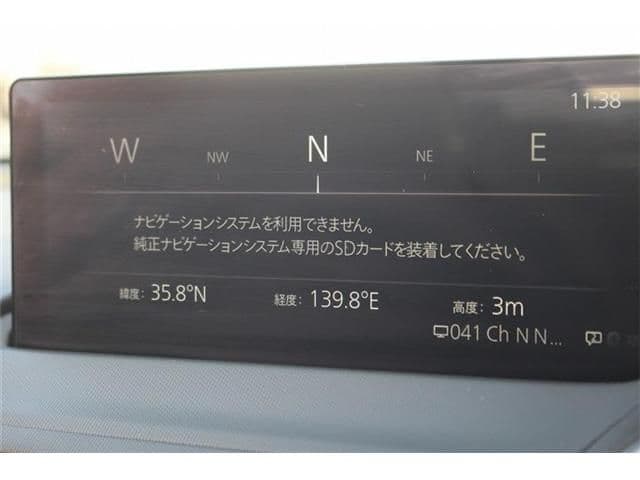 11:38
W NW N NE E
ナビゲーションシステムを利用できません。
純正ナビゲーションシステム専用のSDカードを装着してください。
緯度: 35.8°N 経度: 139.8°E 高度: 3m
041 Ch N N...